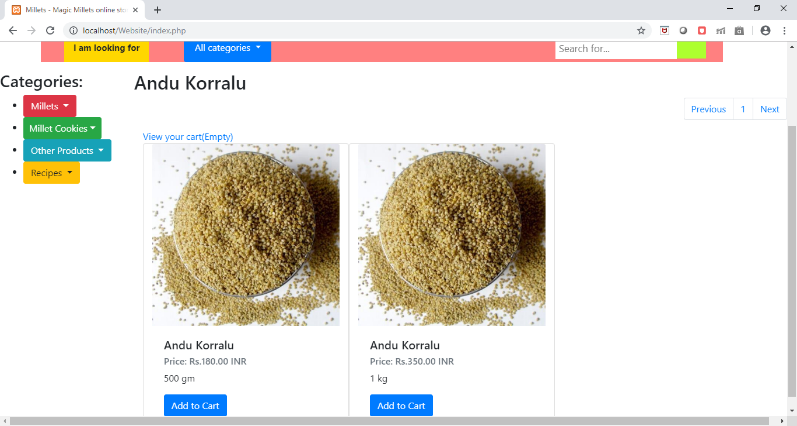 Millets - Magic Millets online sto
localhost/Website/index.php
I am looking for
All categories
Search for...
Categories:
Andu Korralu
Millets
Previous 1 Next
Millet Cookies
View your cart(Empty)
Other Products
Recipes
Andu Korralu
Price: Rs.180.00 INR
500 gm
Add to Cart
Andu Korralu
Price: Rs.350.00 INR
1 kg
Add to Cart